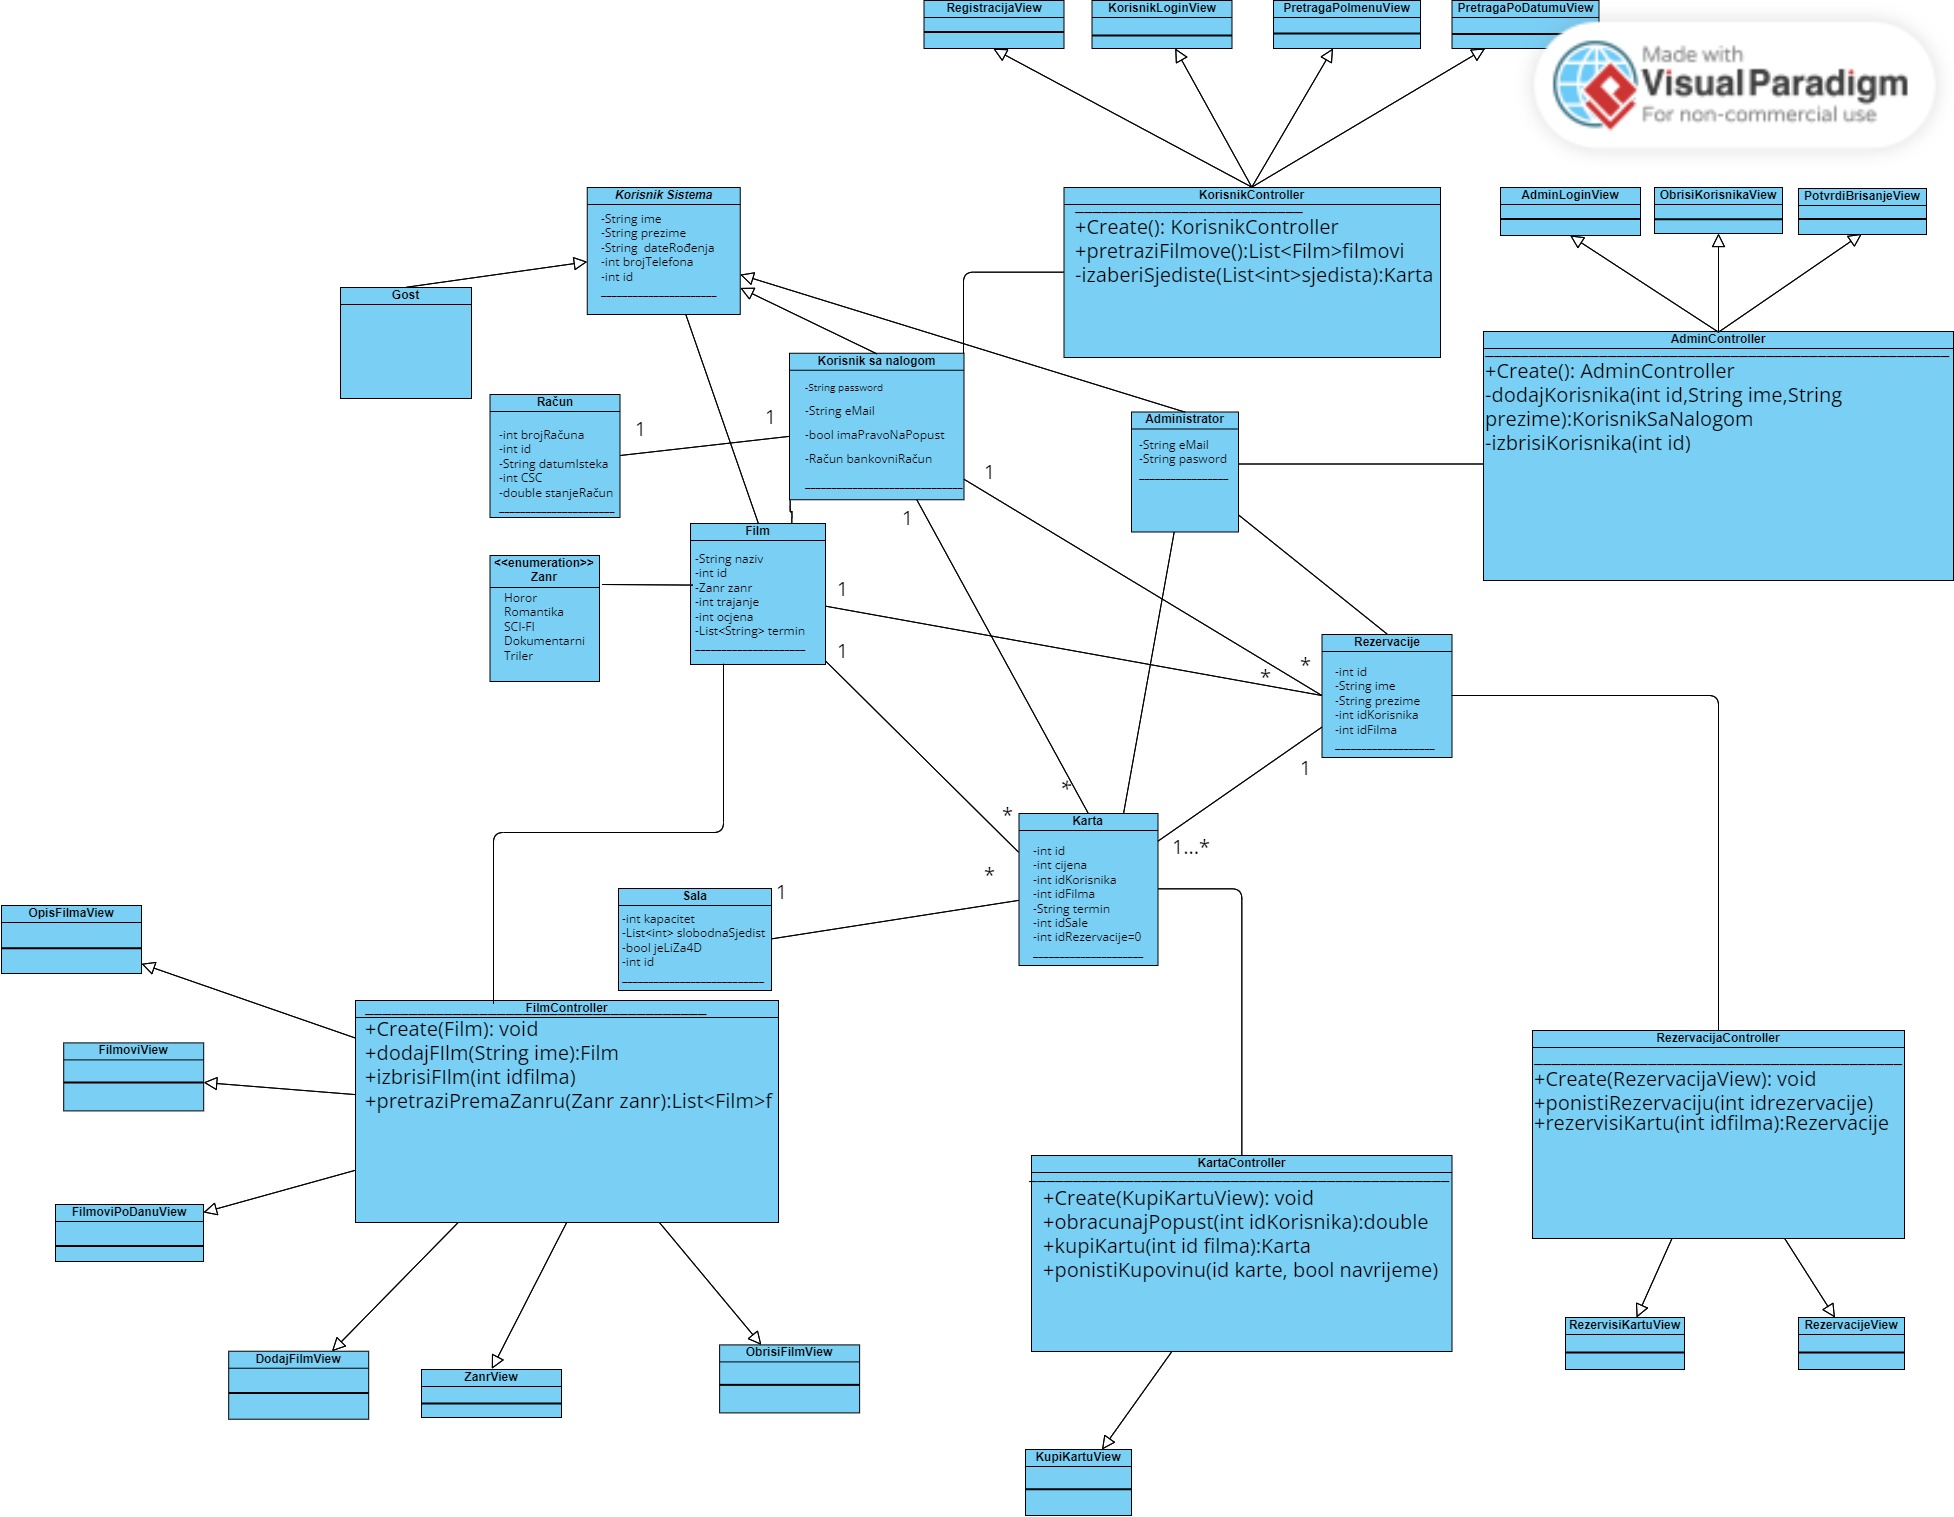 RegistracijaView
KorisnikLoginView
PretragaPoImenuView
PretragaPoDatumuView
Made with
Visual Paradigm
For non-commercial use
Korisnik Sistema
-String ime
-String prezime
-String dateRođenja
-int brojTelefona
-int id
KorisnikController
+Create(): KorisnikController
+pretraziFilmove():List<Film>filmovi
-izaberiSjediste(List<int>sjedista):Karta
AdminLoginView
ObrisiKorisnikaView
PotvrdiBrisanjeView
Gost
AdminController
+Create(): AdminController
-dodajKorisnika(int id,String ime,String
prezime):KorisnikSaNalogom
-izbrisiKorisnika(int id)
Korisnik sa nalogom
-String password
-String eMail
-bool imaPravoNaPopust
-Račun bankovniRačun
Račun
-int brojRačuna
-int id
-String datumIsteka
-int CSC
-double stanjeRačun
1
1
Administrator
-String eMail
-String pasword
1
1
Film
-String naziv
-int id
-Zanr zanr
-int trajanje
-int ocjena
-List<String> termin
<<enumeration>>
Zanr
Horor
Romantika
SCI-FI
Dokumentarni
Triler
1
1
*
*
Rezervacije
-int id
-String ime
-String prezime
-int idKorisnika
-int idFilma
1
*
*
*
1...*
Karta
-int id
-int cijena
-int idKorisnika
-int idFilma
-String termin
-int idSale
-int idRezervacije=0
1
Sala
-int kapacitet
-List<int> slobodnaSjedist
-bool jeLiZa4D
-int id
OpisFilmaView
FilmoviView
FilmoviPoDanuView
FilmController
+Create(Film): void
+dodajFIlm(String ime):Film
+izbrisiFIlm(int idfilma)
+pretraziPremaZanru(Zanr zanr):List<Film>f
RezervacijaController
+Create(RezervacijaView): void
+ponistiRezervaciju(int idrezervacije)
+rezervisiKartu(int idfilma):Rezervacije
KartaController
+Create(KupiKartuView): void
+obracunajPopust(int idKorisnika):double
+kupiKartu(int id filma):Karta
+ponistiKupovinu(id karte, bool navrijeme)
RezervisiKartuView
RezervacijeView
DodajFilmView
ZanrView
ObrisiFilmView
KupiKartuView